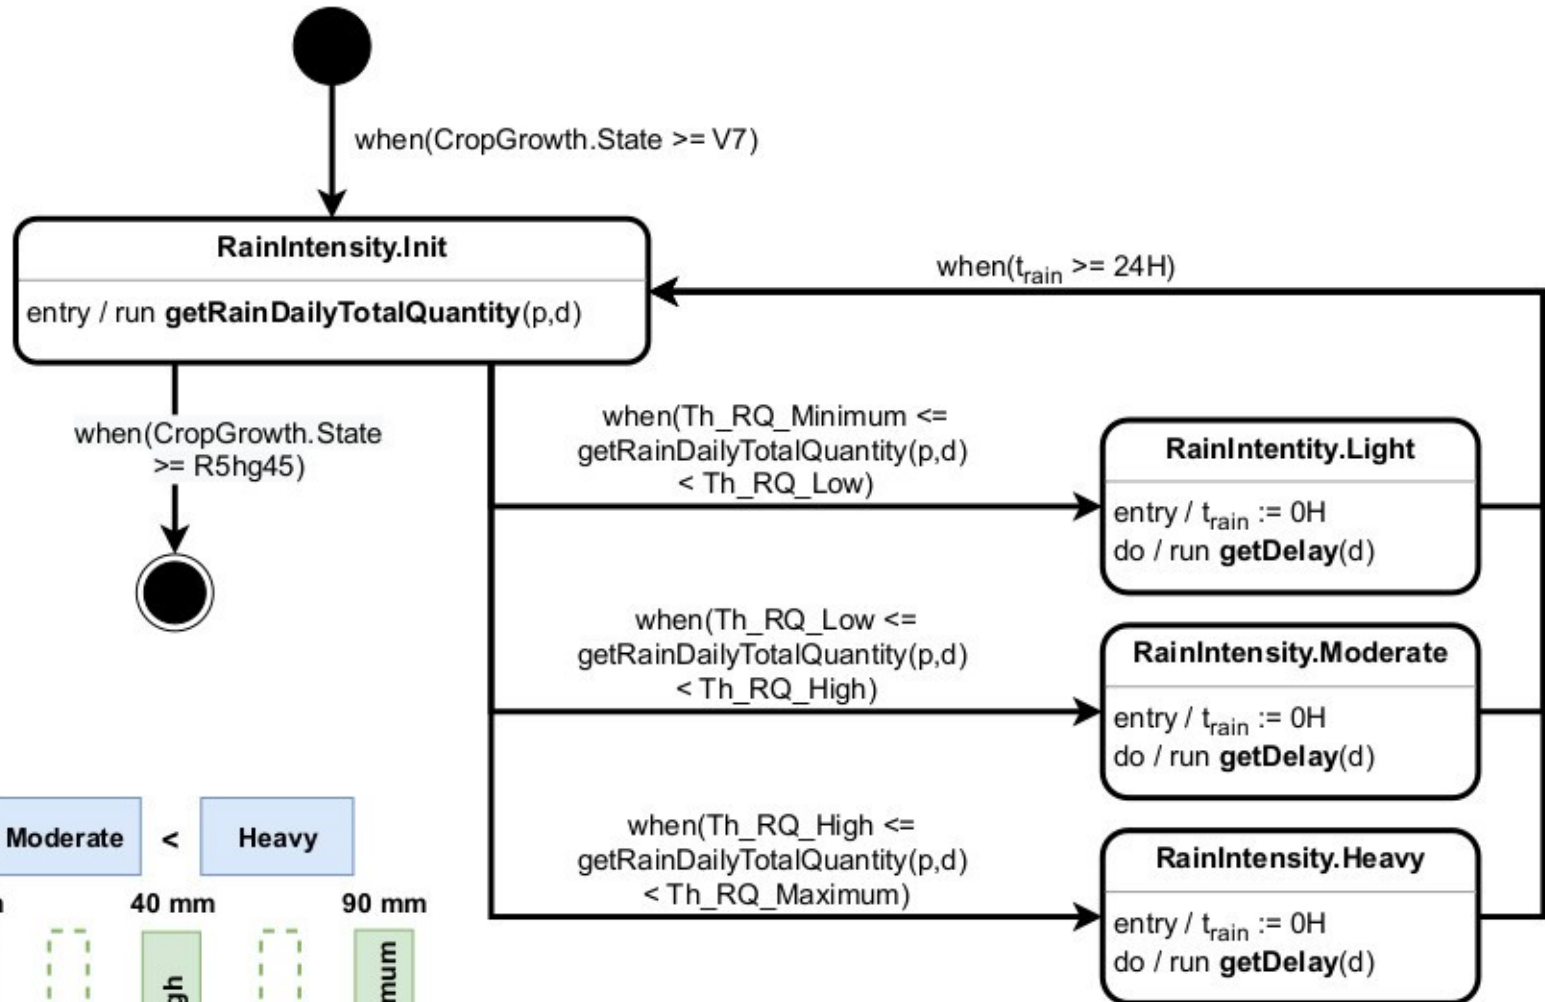 when(CropGrowth.State >= V7)
RainIntensity.Init
entry / run getRainDailyTotalQuantity(p,d)
when(t_rain >= 24H)
when(CropGrowth.State
>= R5hg45)
when(Th_RQ_Minimum <=
getRainDailyTotalQuantity(p,d)
< Th_RQ_Low)
RainIntentity.Light
entry / t_rain := 0H
do / run getDelay(d)
when(Th_RQ_Low <=
getRainDailyTotalQuantity(p,d)
< Th_RQ_High)
RainIntensity.Moderate
entry / t_rain := 0H
do / run getDelay(d)
when(Th_RQ_High <=
getRainDailyTotalQuantity(p,d)
< Th_RQ_Maximum)
RainIntensity.Heavy
entry / t_rain := 0H
do / run getDelay(d)
Moderate < Heavy
40 mm 90 mm